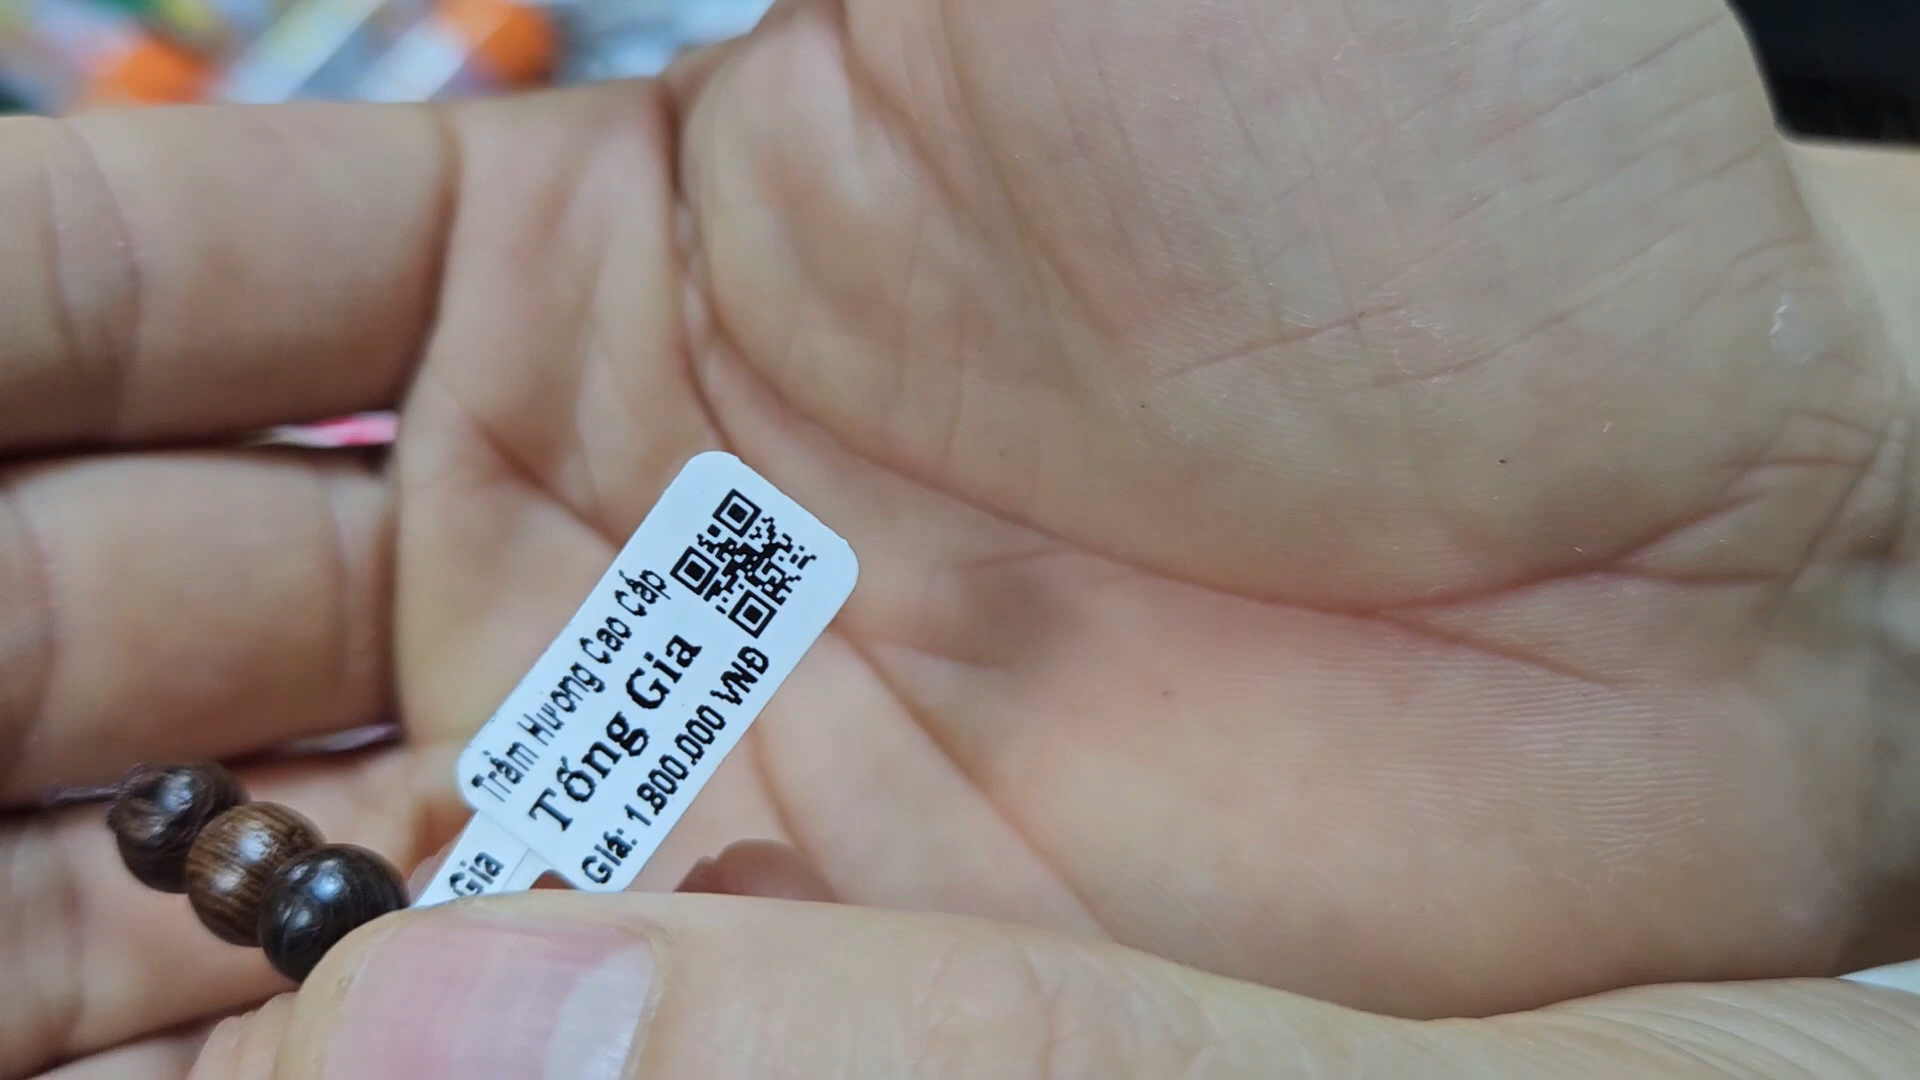 Trầm Hương Cao Cấp
Tống Gia
Giá: 1.800.000 VNĐ
Gia